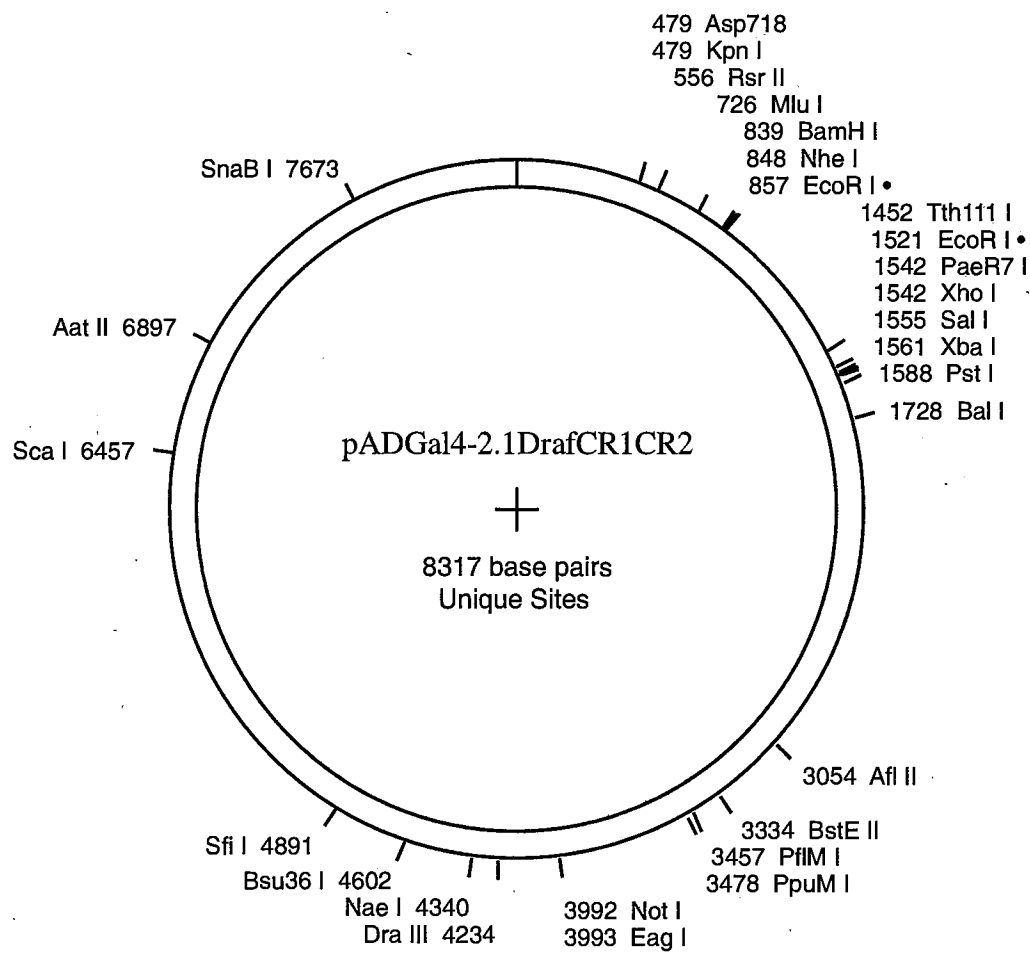 479 Asp718
479 Kpn I
556 Rsr II
726 Mlu I
839 BamH I
848 Nhe I
857 EcoR I •
1452 Tth111 I
1521 EcoR I •
1542 PaeR7 I
1542 Xho I
1555 Sal I
1561 Xba I
1588 Pst I
1728 Bal I
SnaB I 7673
Aat II 6897
Sca I 6457
pADGal4-2.1DrafCR1CR2
8317 base pairs
Unique Sites
3054 Afl II
3334 BstE II
3457 PflM I
3478 PpuM I
3992 Not I
3993 Eag I
Sfi I 4891
Bsu36 I 4602
Nae I 4340
Dra III 4234